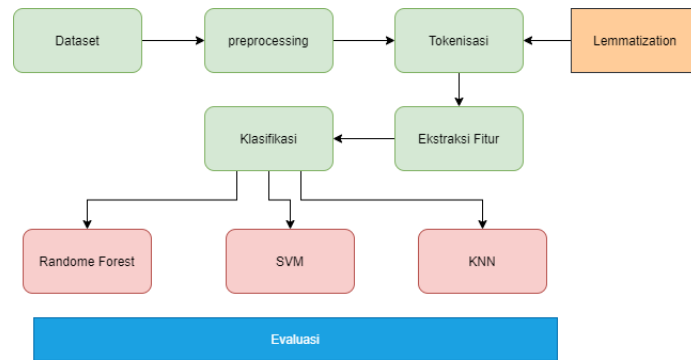 Dataset
preprocessing
Tokenisasi
Lemmatization
Klasifikasi
Ekstraksi Fitur
Randome Forest
SVM
KNN
Evaluasi